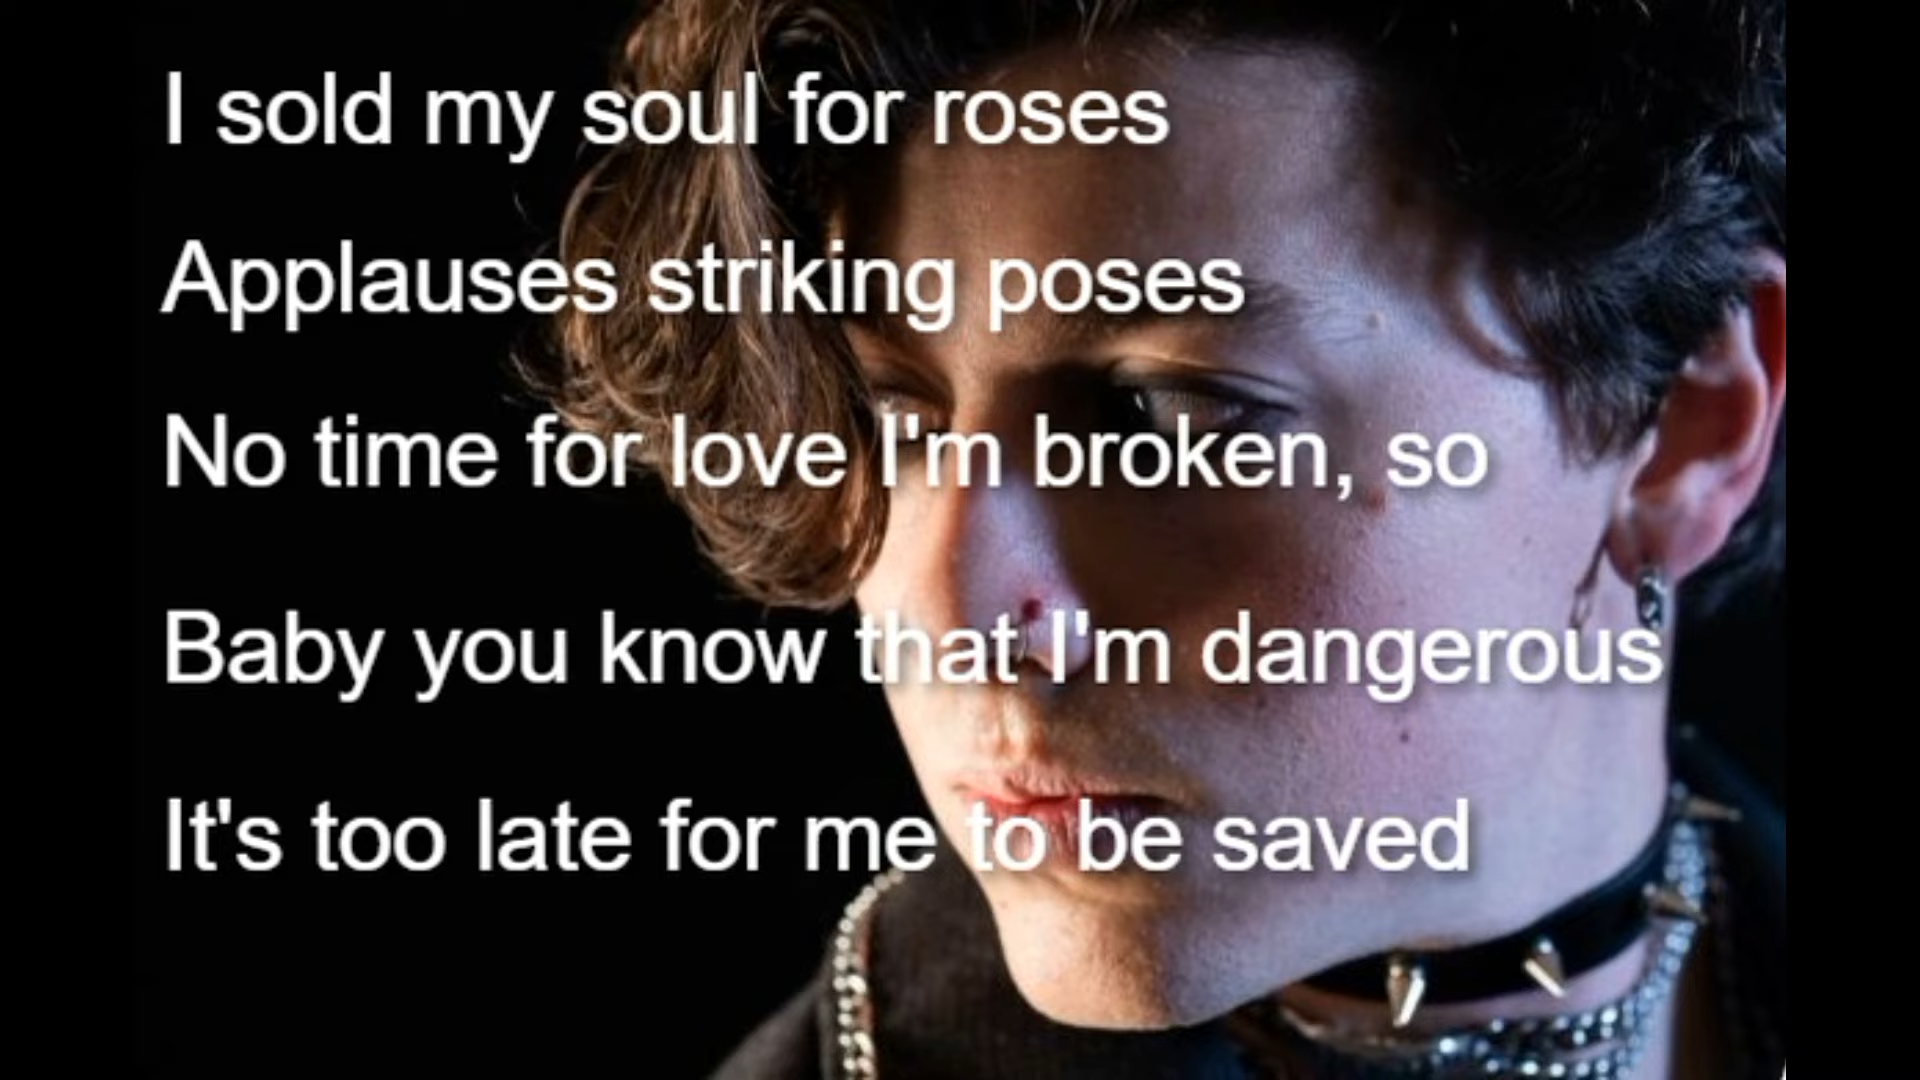 I sold my soul for roses
Applauses striking poses
No time for love I'm broken, so
Baby you know that I'm dangerous
It's too late for me to be saved